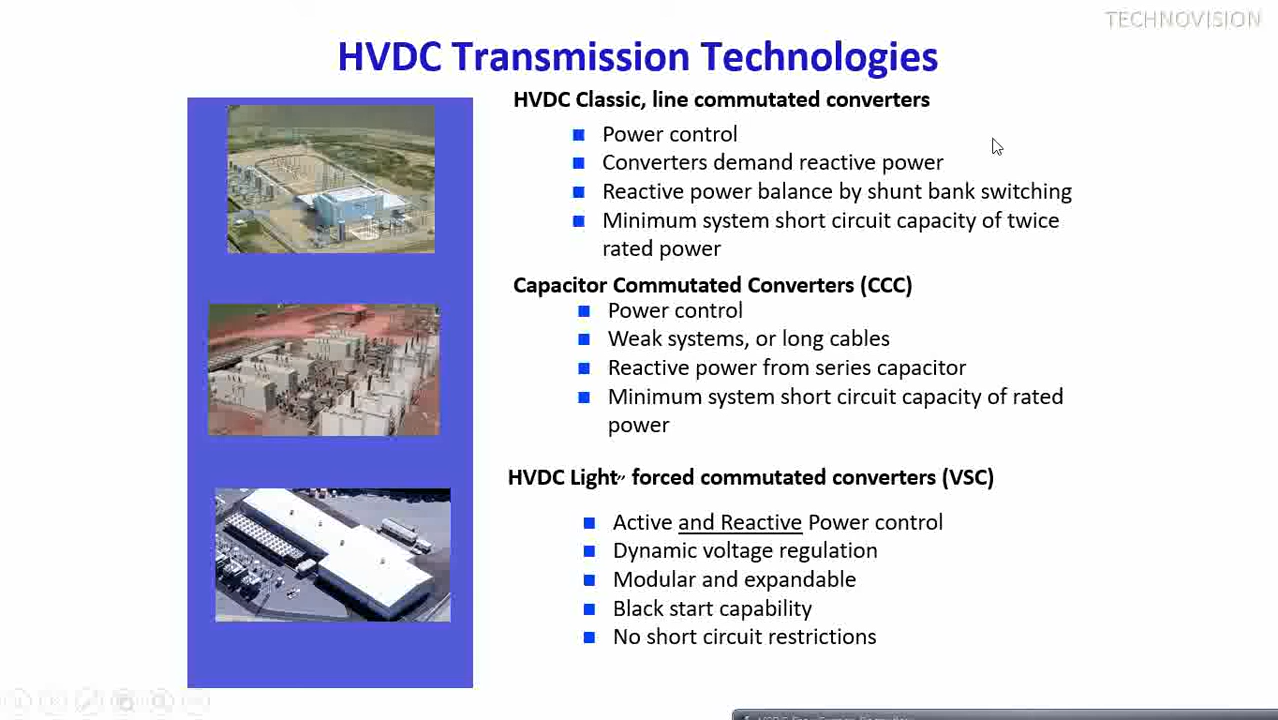 TECHNOVISION
HVDC Transmission Technologies
HVDC Classic, line commutated converters
Power control
Converters demand reactive power
Reactive power balance by shunt bank switching
Minimum system short circuit capacity of twice
rated power
Capacitor Commutated Converters (CCC)
Power control
Weak systems, or long cables
Reactive power from series capacitor
Minimum system short circuit capacity of rated
power
HVDC Light„ forced commutated converters (VSC)
Active and Reactive Power control
Dynamic voltage regulation
Modular and expandable
Black start capability
No short circuit restrictions